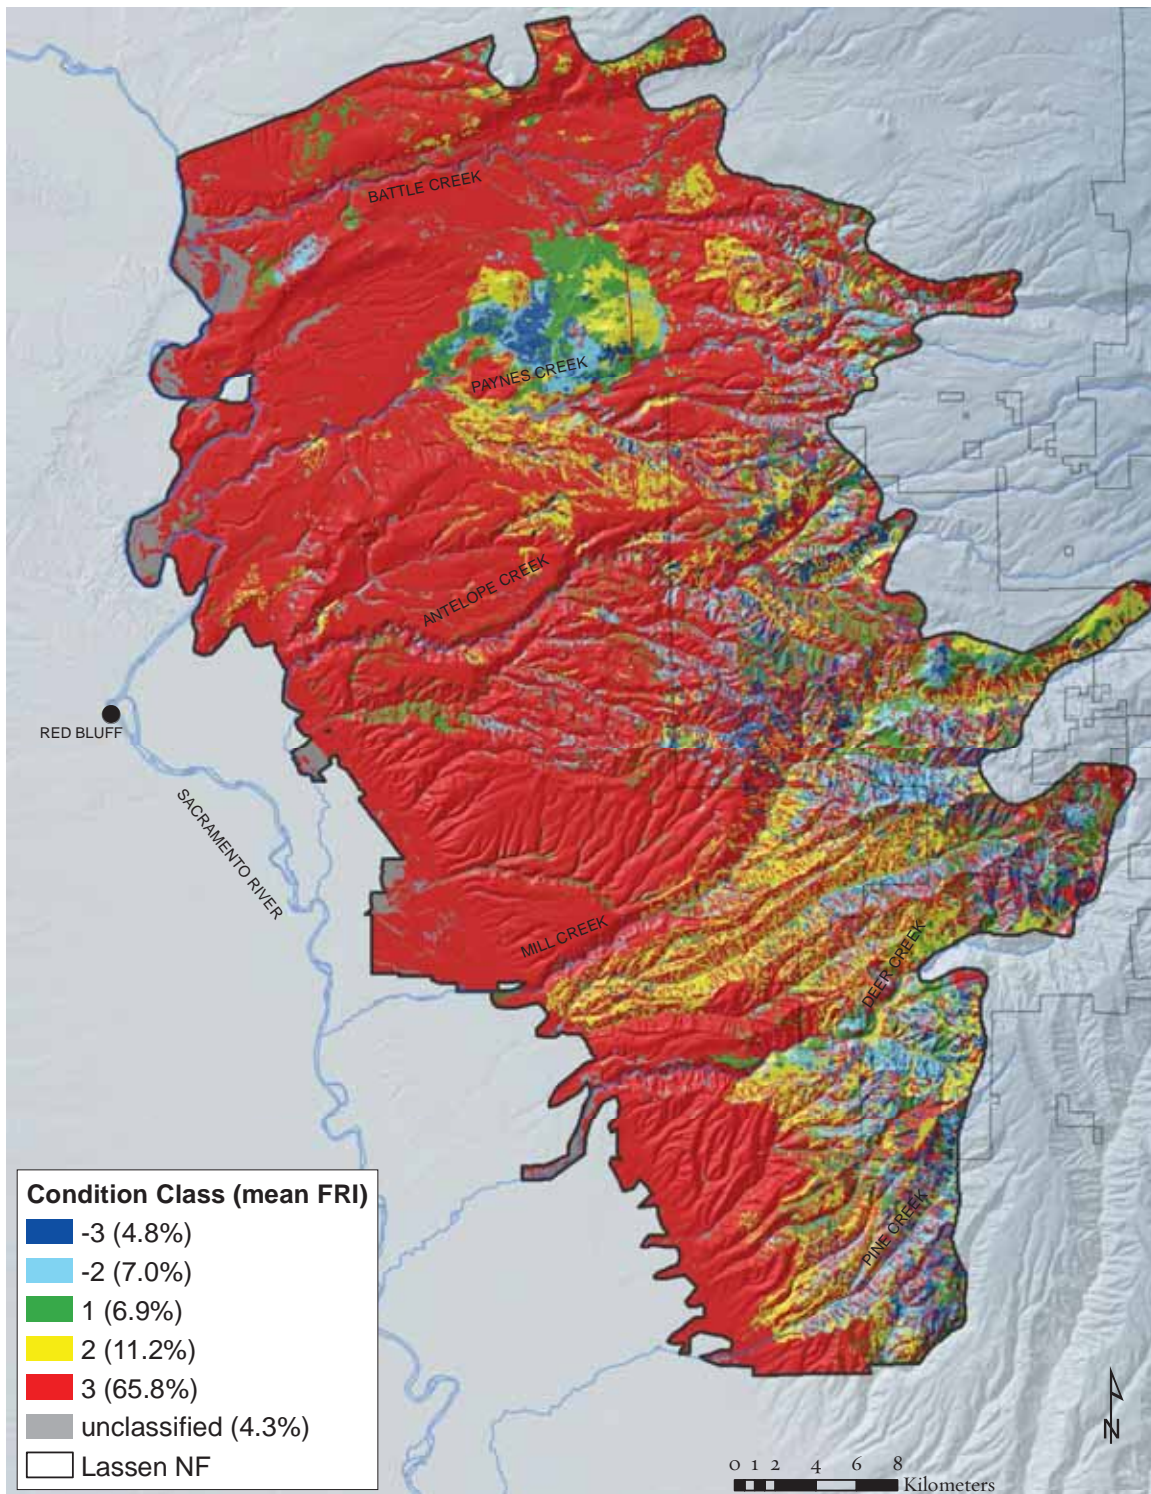 BATTLE CREEK
PAYNES CREEK
ANTELOPE CREEK
RED BLUFF
SACRAMENTO RIVER
MILL CREEK
DEER CREEK
PINE CREEK
Condition Class (mean FRI)
-3 (4.8%)
-2 (7.0%)
1 (6.9%)
2 (11.2%)
3 (65.8%)
unclassified (4.3%)
Lassen NF
N
0 1 2 4 6 8
Kilometers